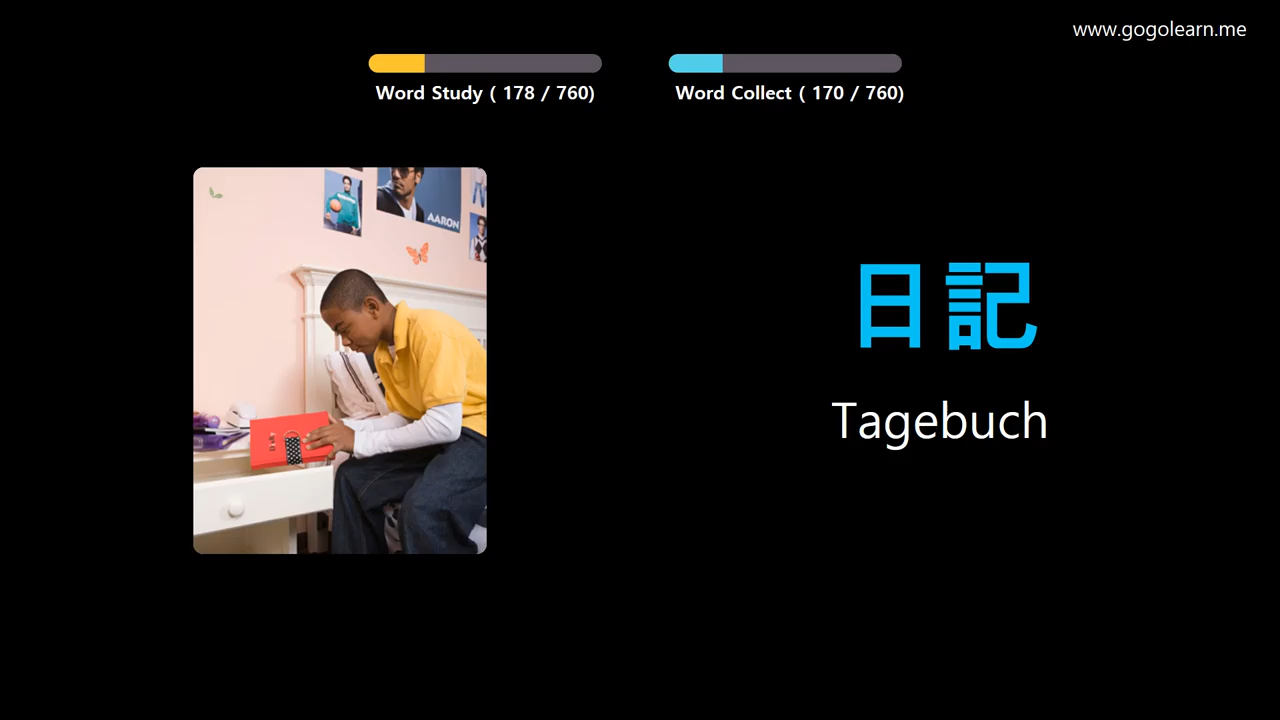 www.gogolearn.me
Word Study ( 178 / 760)
Word Collect ( 170 / 760)
AARON
日記
Tagebuch